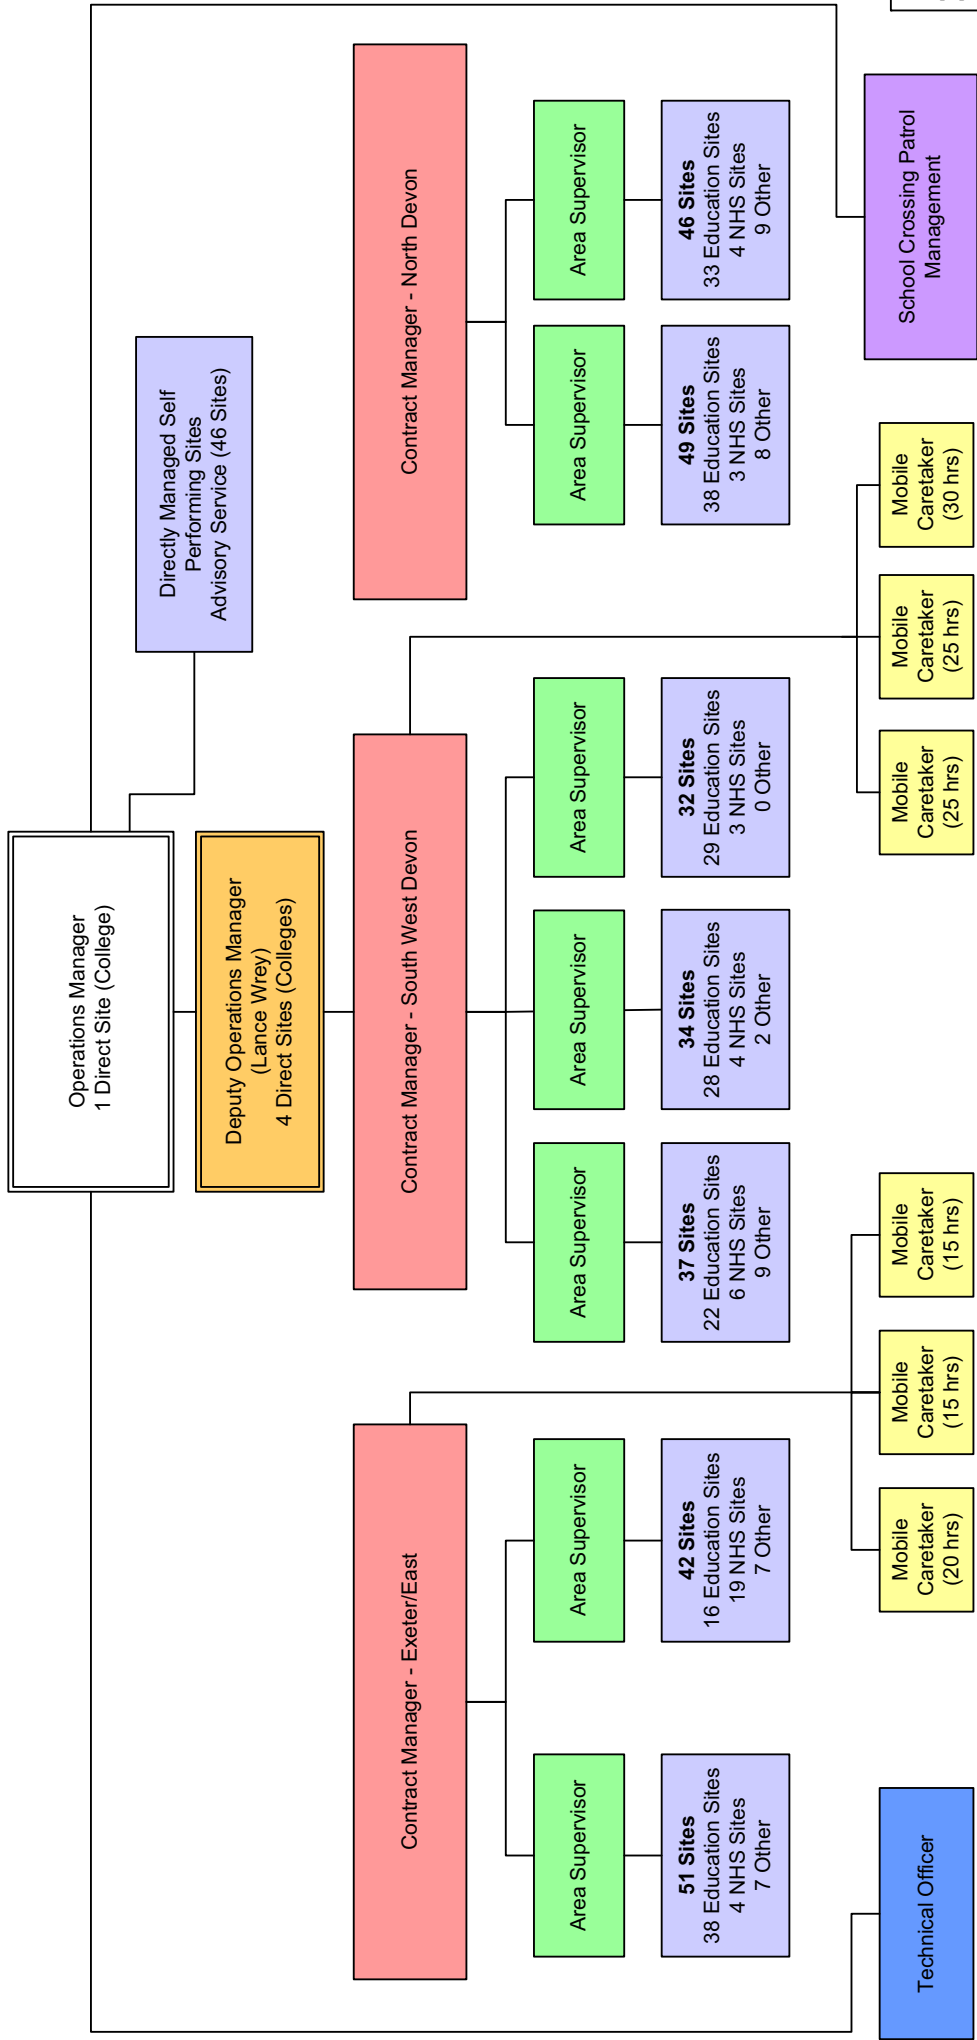 Operations Manager
1 Direct Site (College)
Directly Managed Self
Performing Sites
Advisory Service (46 Sites)
Deputy Operations Manager
(Lance Wrey)
4 Direct Sites (Colleges)
Contract Manager - Exeter/East
Contract Manager - South West Devon
Contract Manager - North Devon
Area Supervisor
Area Supervisor
Area Supervisor
Area Supervisor
Area Supervisor
Area Supervisor
Area Supervisor
51 Sites
38 Education Sites
4 NHS Sites
7 Other
42 Sites
16 Education Sites
19 NHS Sites
7 Other
37 Sites
22 Education Sites
6 NHS Sites
9 Other
34 Sites
28 Education Sites
4 NHS Sites
2 Other
32 Sites
29 Education Sites
3 NHS Sites
0 Other
49 Sites
38 Education Sites
3 NHS Sites
8 Other
46 Sites
33 Education Sites
4 NHS Sites
9 Other
Technical Officer
Mobile
Caretaker
(20 hrs)
Mobile
Caretaker
(15 hrs)
Mobile
Caretaker
(15 hrs)
Mobile
Caretaker
(25 hrs)
Mobile
Caretaker
(25 hrs)
Mobile
Caretaker
(30 hrs)
School Crossing Patrol
Management